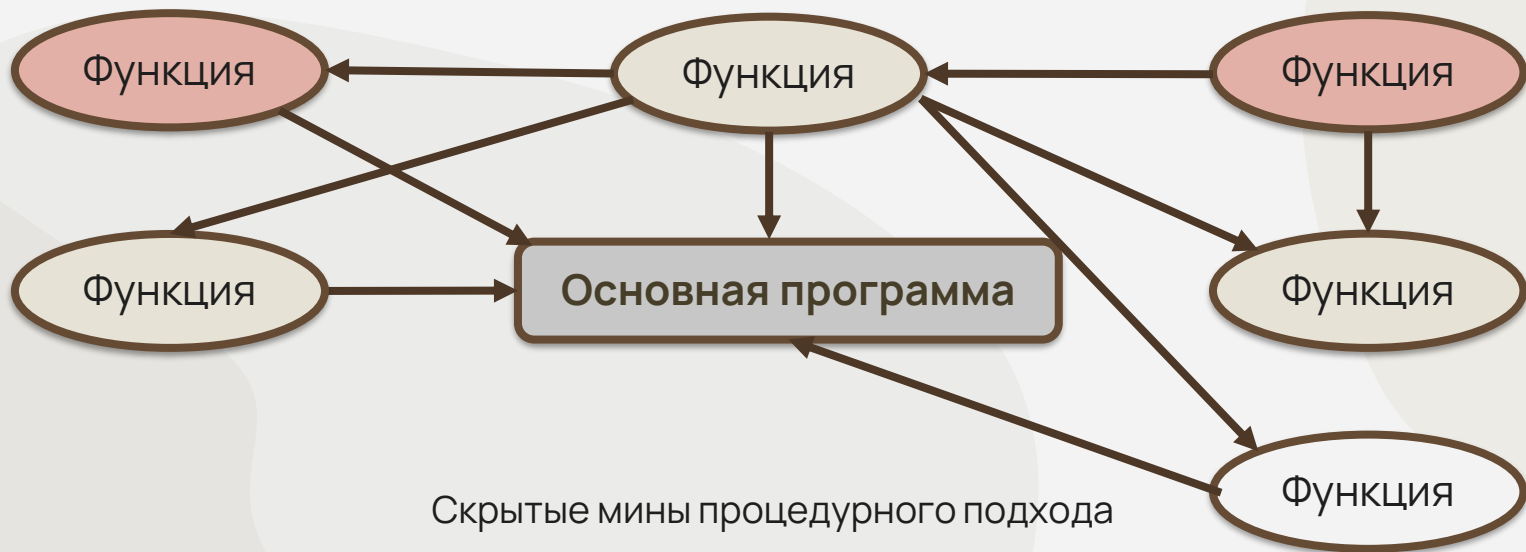 Функция
Функция
Функция
Функция
Основная программа
Функция
Функция
Скрытые мины процедурного подхода